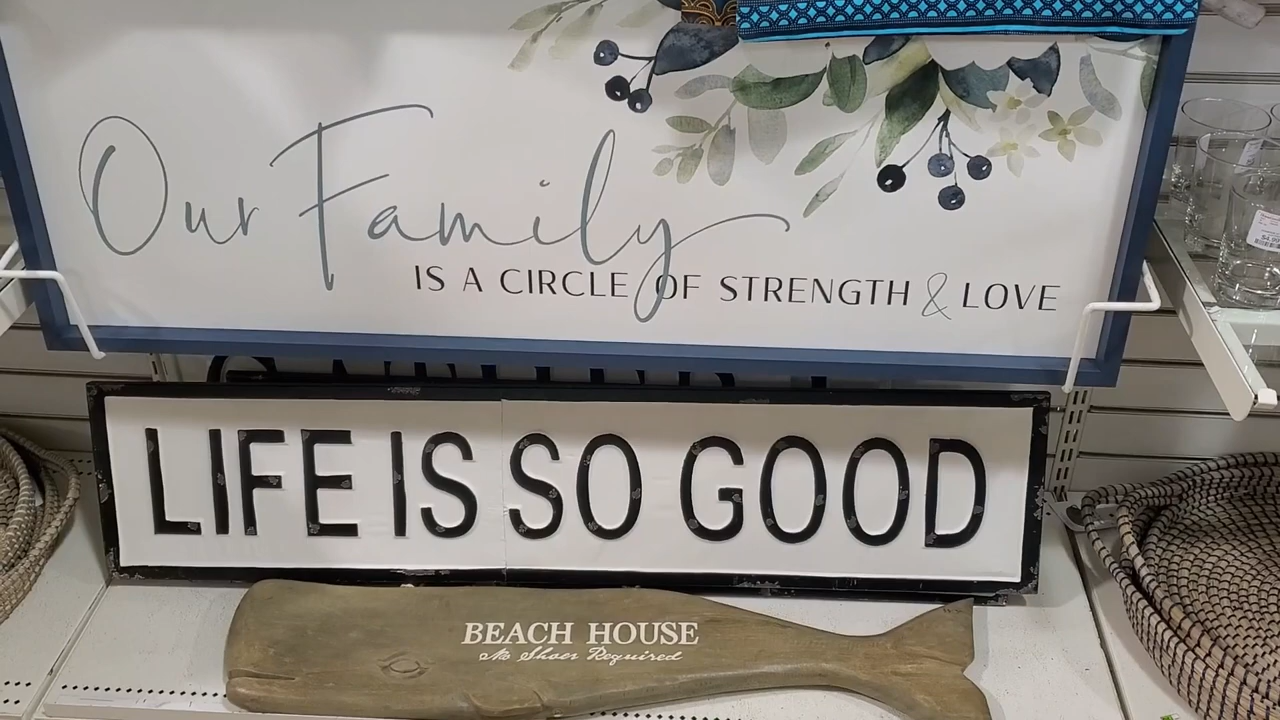 Our Family
IS A CIRCLE OF STRENGTH & LOVE
LIFE IS SO GOOD
BEACH HOUSE
No Shoes Required